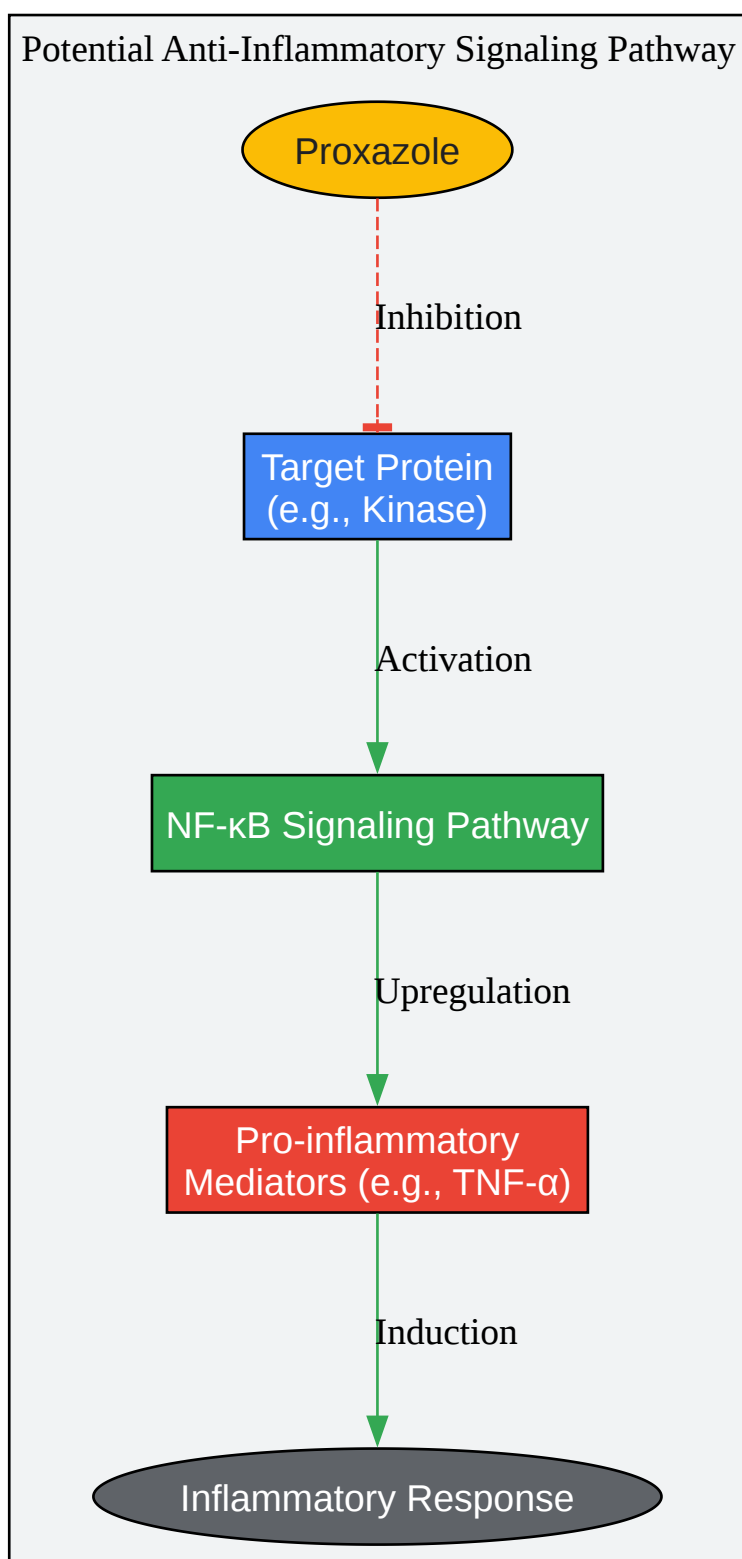 Potential Anti-Inflammatory Signaling Pathway
Proxazole
Inhibition
Target Protein
(e.g., Kinase)
Activation
NF-κB Signaling Pathway
Upregulation
Pro-inflammatory
Mediators (e.g., TNF-α)
Induction
Inflammatory Response